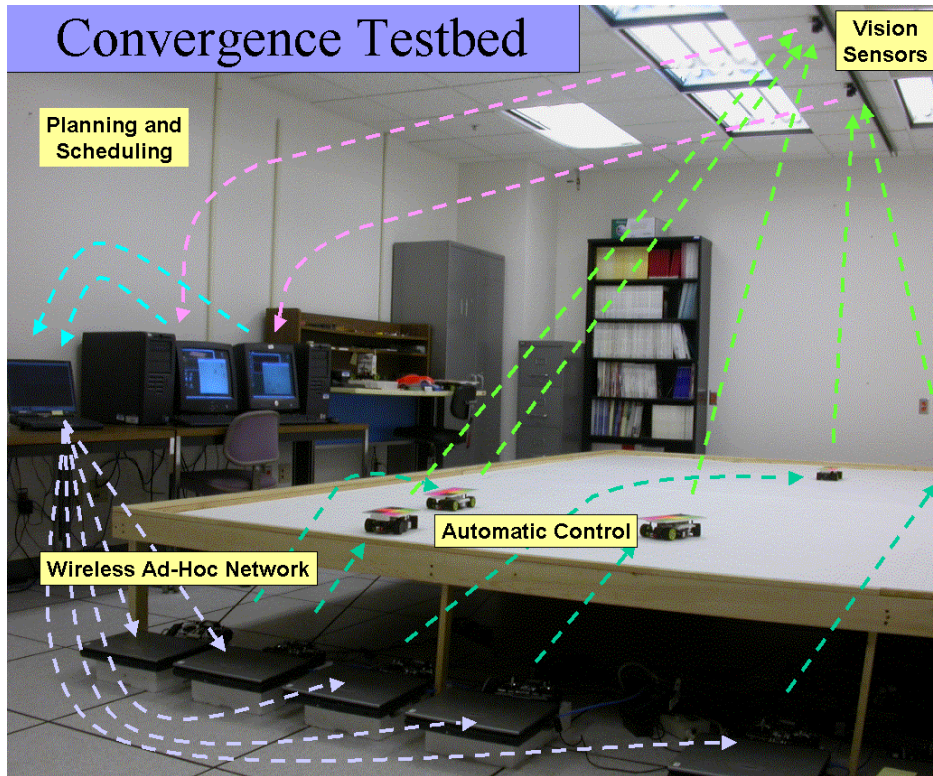 Convergence Testbed
Vision
Sensors
Planning and
Scheduling
Automatic Control
Wireless Ad-Hoc Network